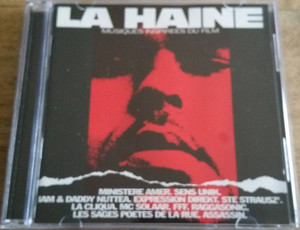 LA HAINE
MUSIQUES INSPIREES DU FILM
MINISTERE AMER. SENS UNIK.
IAM & DADDY NUTTEA. EXPRESSION DIREKT. STE STRAUSZ'.
LA CLIQUA. MC SOLAAR. FFF. RAGGASONIC.
LES SAGES POETES DE LA RUE. ASSASSIN.